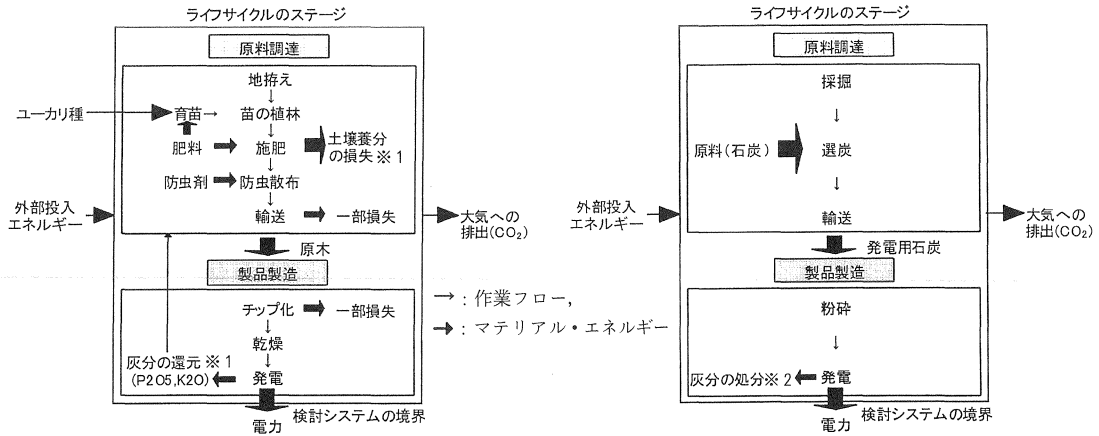 ライフサイクルのステージ
原料調達
地拵え
ユーカリ種
育苗→
苗の植林
肥料
施肥
土壌養分
の損失※1
防虫剤
防虫散布
輸送
一部損失
外部投入
エネルギー
大気への
排出(CO₂)
原木
製品製造
チップ化
一部損失
乾燥
灰分の還元※1
(P2O5,K2O)
発電
検討システムの境界
電力
→:作業フロー,
➔:マテリアル・エネルギー
ライフサイクルのステージ
原料調達
採掘
原料(石炭)
選炭
外部投入
エネルギー
輸送
大気への
排出(CO₂)
発電用石炭
製品製造
粉砕
灰分の処分※2
発電
検討システムの境界
電力